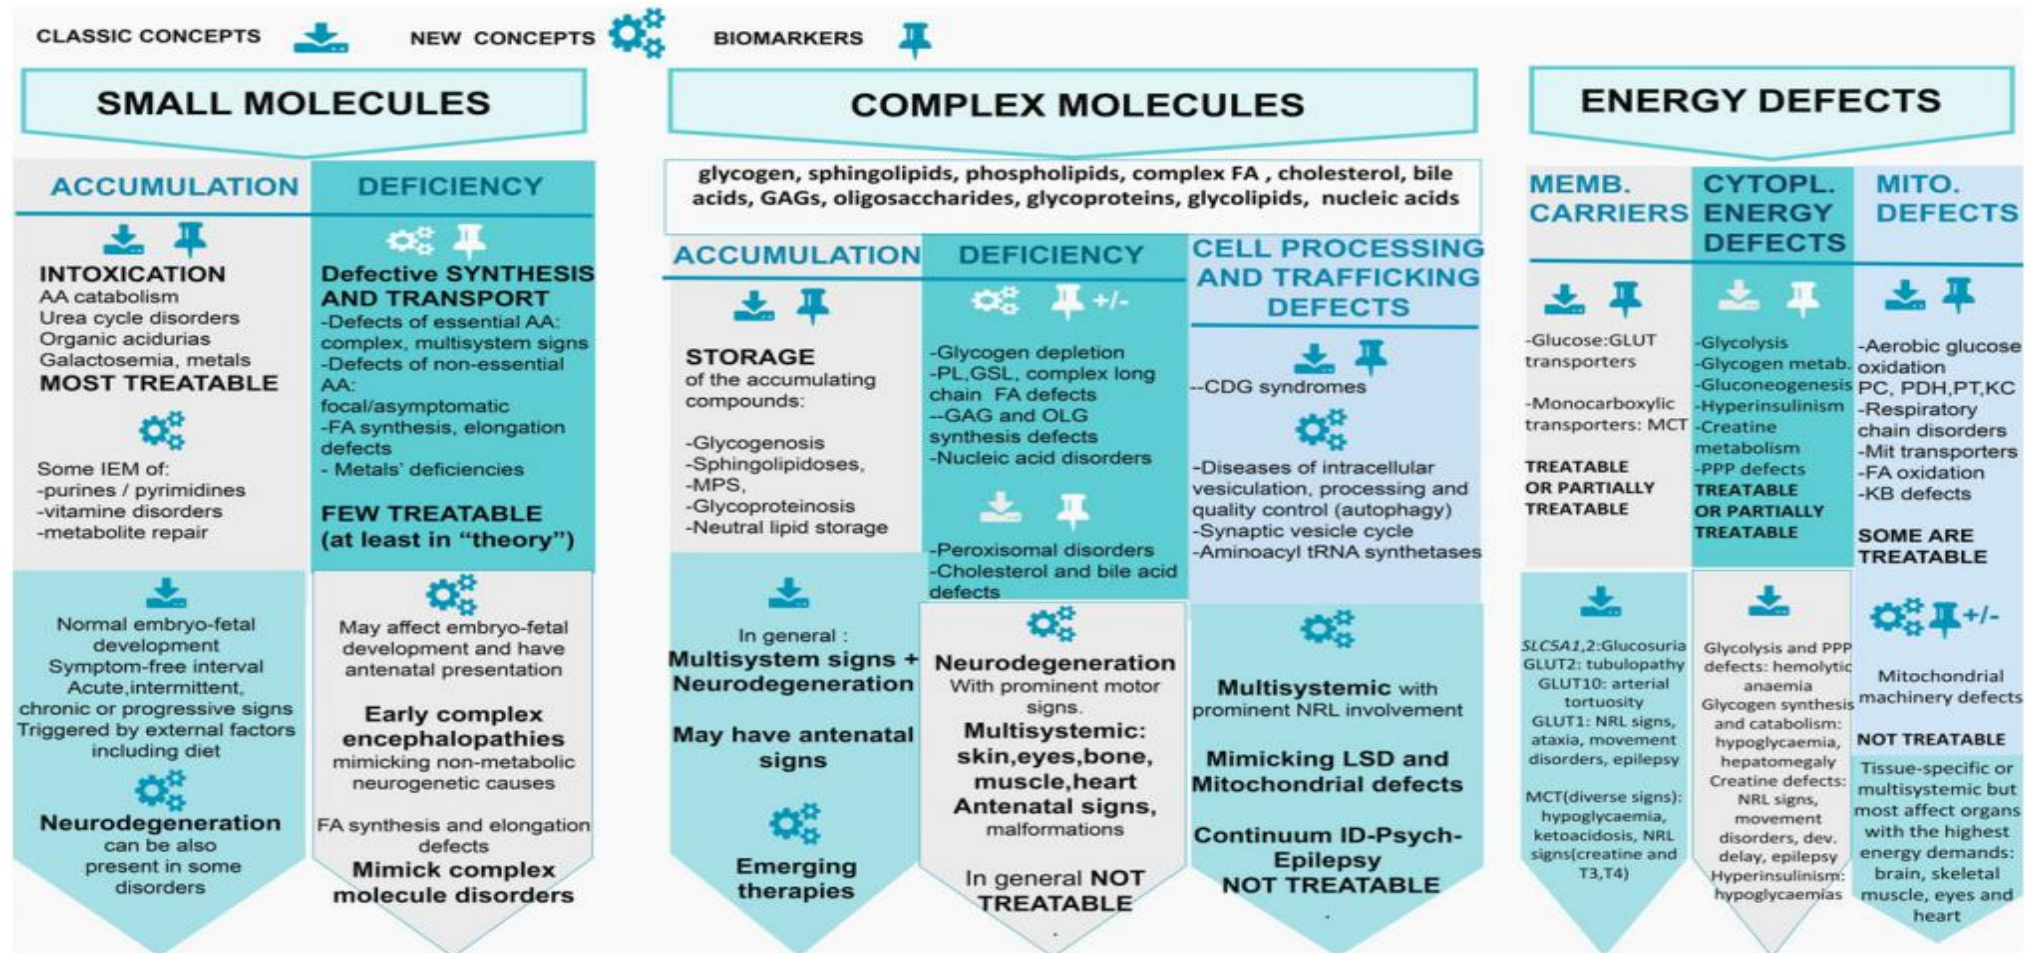 CLASSIC CONCEPTS
NEW CONCEPTS
BIOMARKERS
SMALL MOLECULES
ACCUMULATION
INTOXICATION
AA catabolism
Urea cycle disorders
Organic acidurias
Galactosemia, metals
MOST TREATABLE
Some IEM of:
-purines / pyrimidines
-vitamine disorders
-metabolite repair
Normal embryo-fetal
development
Symptom-free interval
Acute,intermittent,
chronic or progressive signs
Triggered by external factors
including diet
Neurodegeneration
can be also
present in some
disorders
DEFICIENCY
Defective SYNTHESIS
AND TRANSPORT
-Defects of essential AA:
complex, multisystem signs
-Defects of non-essential
AA:
focal/asymptomatic
-FA synthesis, elongation
defects
- Metals' deficiencies
FEW TREATABLE
(at least in "theory")
May affect embryo-fetal
development and have
antenatal presentation
Early complex
encephalopathies
mimicking non-metabolic
neurogenetic causes
FA synthesis and elongation
defects
Mimick complex
molecule disorders
COMPLEX MOLECULES
glycogen, sphingolipids, phospholipids, complex FA , cholesterol, bile
acids, GAGs, oligosaccharides, glycoproteins, glycolipids, nucleic acids
ACCUMULATION
STORAGE
of the accumulating
compounds:
-Glycogenosis
-Sphingolipidoses,
-MPS,
-Glycoproteinosis
-Neutral lipid storage
In general :
Multisystem signs +
Neurodegeneration
May have antenatal
signs
Emerging
therapies
DEFICIENCY
+/-
-Glycogen depletion
-PL,GSL, complex long
chain FA defects
--GAG and OLG
synthesis defects
-Nucleic acid disorders
-Peroxisomal disorders
-Cholesterol and bile acid
defects
Neurodegeneration
With prominent motor
signs.
Multisystemic:
skin,eyes,bone,
muscle,heart
Antenatal signs,
malformations
In general NOT
TREATABLE
.
CELL PROCESSING
AND TRAFFICKING
DEFECTS
--CDG syndromes
-Diseases of intracellular
vesiculation, processing and
quality control (autophagy)
-Synaptic vesicle cycle
-Aminoacyl tRNA synthetases
Multisystemic with
prominent NRL involvement
Mimicking LSD and
Mitochondrial defects
Continuum ID-Psych-
Epilepsy
NOT TREATABLE
.
ENERGY DEFECTS
MEMB.
CARRIERS
-Glucose:GLUT
transporters
-Monocarboxylic
transporters: MCT
TREATABLE
OR PARTIALLY
TREATABLE
SLC5A1,2:Glucosuria
GLUT2: tubulopathy
GLUT10: arterial
tortuosity
GLUT1: NRL signs,
ataxia, movement
disorders, epilepsy
MCT(diverse signs):
hypoglycaemia,
ketoacidosis, NRL
signs(creatine and
T3,T4)
CYTOPL.
ENERGY
DEFECTS
-Glycolysis
-Glycogen metab.
-Gluconeogenesis
-Hyperinsulinism
-Creatine
metabolism
-PPP defects
TREATABLE
OR PARTIALLY
TREATABLE
Glycolysis and PPP
defects: hemolytic
anaemia
Glycogen synthesis
and catabolism:
hypoglycaemia,
hepatomegaly
Creatine defects:
NRL signs,
movement
disorders, dev.
delay, epilepsy
Hyperinsulinism:
hypoglycaemias
MITO.
DEFECTS
-Aerobic glucose
oxidation
PC, PDH,PT,KC
-Respiratory
chain disorders
-Mit transporters
-FA oxidation
-KB defects
SOME ARE
TREATABLE
+/-
Mitochondrial
machinery defects
NOT TREATABLE
Tissue-specific or
multisystemic but
most affect organs
with the highest
energy demands:
brain, skeletal
muscle, eyes and
heart